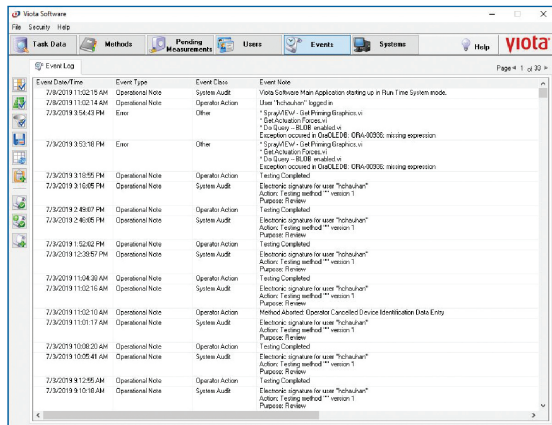 Viota Software
File Security Help
Task Data Methods Pending Measurements Users Events Systems Help viota
Event Log Page 1 of 33
Event Date/Time Event Type Event Class Event Note
7/8/2019 11:02:15 AM Operational Note System Audit Viota Software Main Application starting up in Run Time System mode.
7/8/2019 11:02:14 AM Operational Note Operator Action User "hchauhan" logged in
7/3/2019 3:54:43 PM Error Other * SprayVIEW - Get Priming Graphics.vi
* Get Actuation Forces.vi
* Do Query -- BLOB enabled.vi
Exception occured in OraOLEDB: ORA-00936: missing expression
7/3/2019 3:53:18 PM Error Other * SprayVIEW - Get Priming Graphics.vi
* Get Actuation Forces.vi
* Do Query -- BLOB enabled.vi
Exception occured in OraOLEDB: ORA-00936: missing expression
7/3/2019 3:18:55 PM Operational Note Operator Action Testing Completed
7/3/2019 3:16:05 PM Operational Note System Audit Electronic signature for user "hchauhan"
Action: Testing method "" version 1
Purpose: Review
7/3/2019 2:49:07 PM Operational Note Operator Action Testing Completed
7/3/2019 2:46:05 PM Operational Note System Audit Electronic signature for user "hchauhan"
Action: Testing method "" version 1
Purpose: Review
7/3/2019 1:52:02 PM Operational Note Operator Action Testing Completed
7/3/2019 12:39:57 PM Operational Note System Audit Electronic signature for user "hchauhan"
Action: Testing method "" version 1
Purpose: Review
7/3/2019 11:04:38 AM Operational Note Operator Action Testing Completed
7/3/2019 11:02:16 AM Operational Note System Audit Electronic signature for user "hchauhan"
Action: Testing method "" version 1
Purpose: Review
7/3/2019 11:02:10 AM Operational Note Operator Action Method Aborted: Operator Cancelled Device Identification Data Entry
7/3/2019 11:01:17 AM Operational Note System Audit Electronic signature for user "hchauhan"
Action: Testing method "" version 1
Purpose: Review
7/3/2019 10:08:20 AM Operational Note Operator Action Testing Completed
7/3/2019 10:05:41 AM Operational Note System Audit Electronic signature for user "hchauhan"
Action: Testing method "" version 1
Purpose: Review
7/3/2019 9:12:55 AM Operational Note Operator Action Testing Completed
7/3/2019 9:10:18 AM Operational Note System Audit Electronic signature for user "hchauhan"
Action: Testing method "" version 1
Purpose: Review